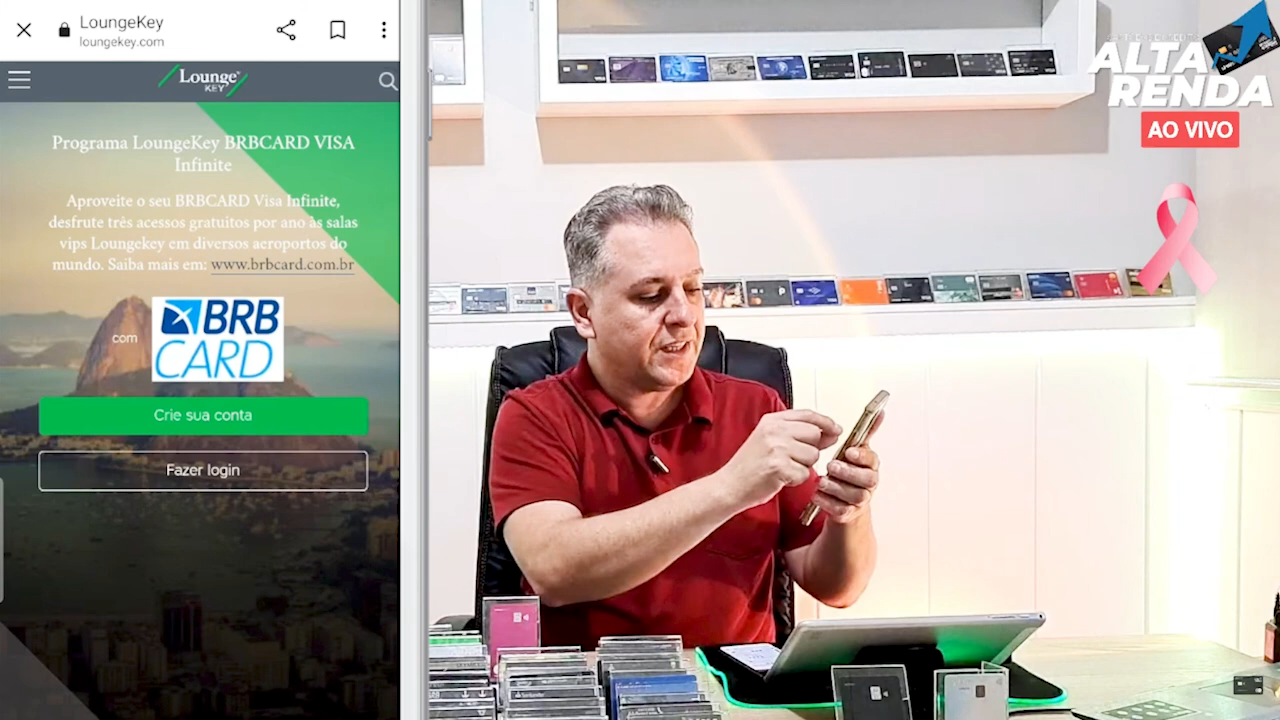 LoungeKey
loungekey.com
Lounge
KEY
Programa LoungeKey BRBCARD VISA
Infinite
Aproveite o seu BRBCARD Visa Infinite,
desfrute três acessos gratuitos por ano às salas
vips Loungekey em diversos aeroportos do
mundo. Saiba mais em: www.brbcard.com.br
com
BRB
CARD
Crie sua conta
Fazer login
ALTA
RENDA
AO VIVO